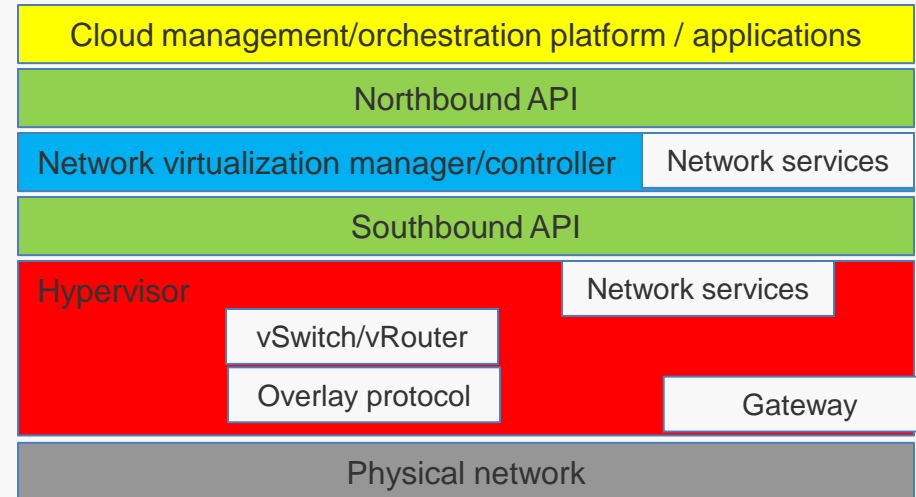 Cloud management/orchestration platform / applications
Northbound API
Network virtualization manager/controller
Network services
Southbound API
Hypervisor
Network services
vSwitch/vRouter
Overlay protocol
Gateway
Physical network